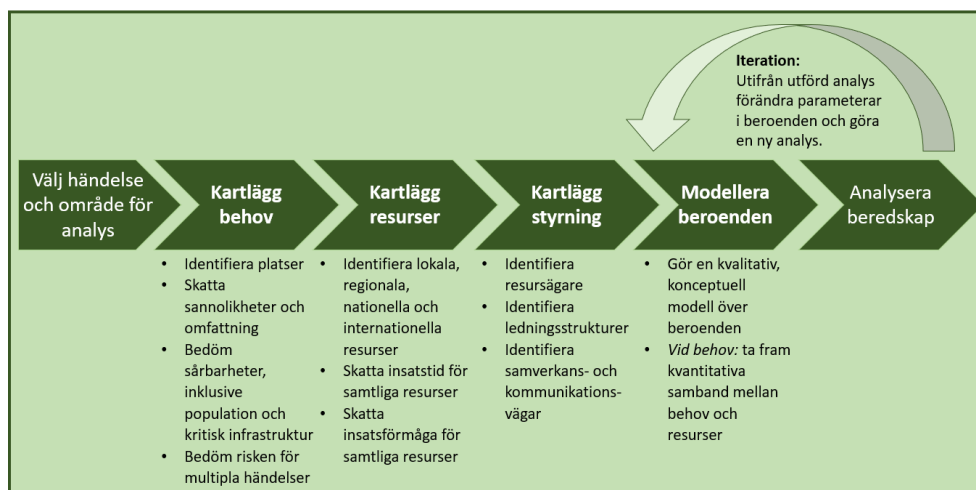 Iteration:
Utifrån utförd analys
förändra parameterar
i beroenden och göra
en ny analys.
Välj händelse
och område för
analys
Kartlägg
behov
Kartlägg
resurser
Kartlägg
styrning
Modellera
beroenden
Analysera
beredskap
• Identifiera platser
• Skatta
sannolikheter och
omfattning
• Bedöm
sårbarheter,
inklusive
population och
kritisk infrastruktur
• Bedöm risken för
multipla händelser
• Identifiera lokala,
regionala,
nationella och
internationella
resurser
• Skatta insatstid för
samtliga resurser
• Skatta
insatsförmåga för
samtliga resurser
• Identifiera
resursägare
• Identifiera
ledningsstrukturer
• Identifiera
samverkans- och
kommunikations-
vägar
• Gör en kvalitativ,
konceptuell
modell över
beroenden
• Vid behov: ta fram
kvantitativa
samband mellan
behov och
resurser